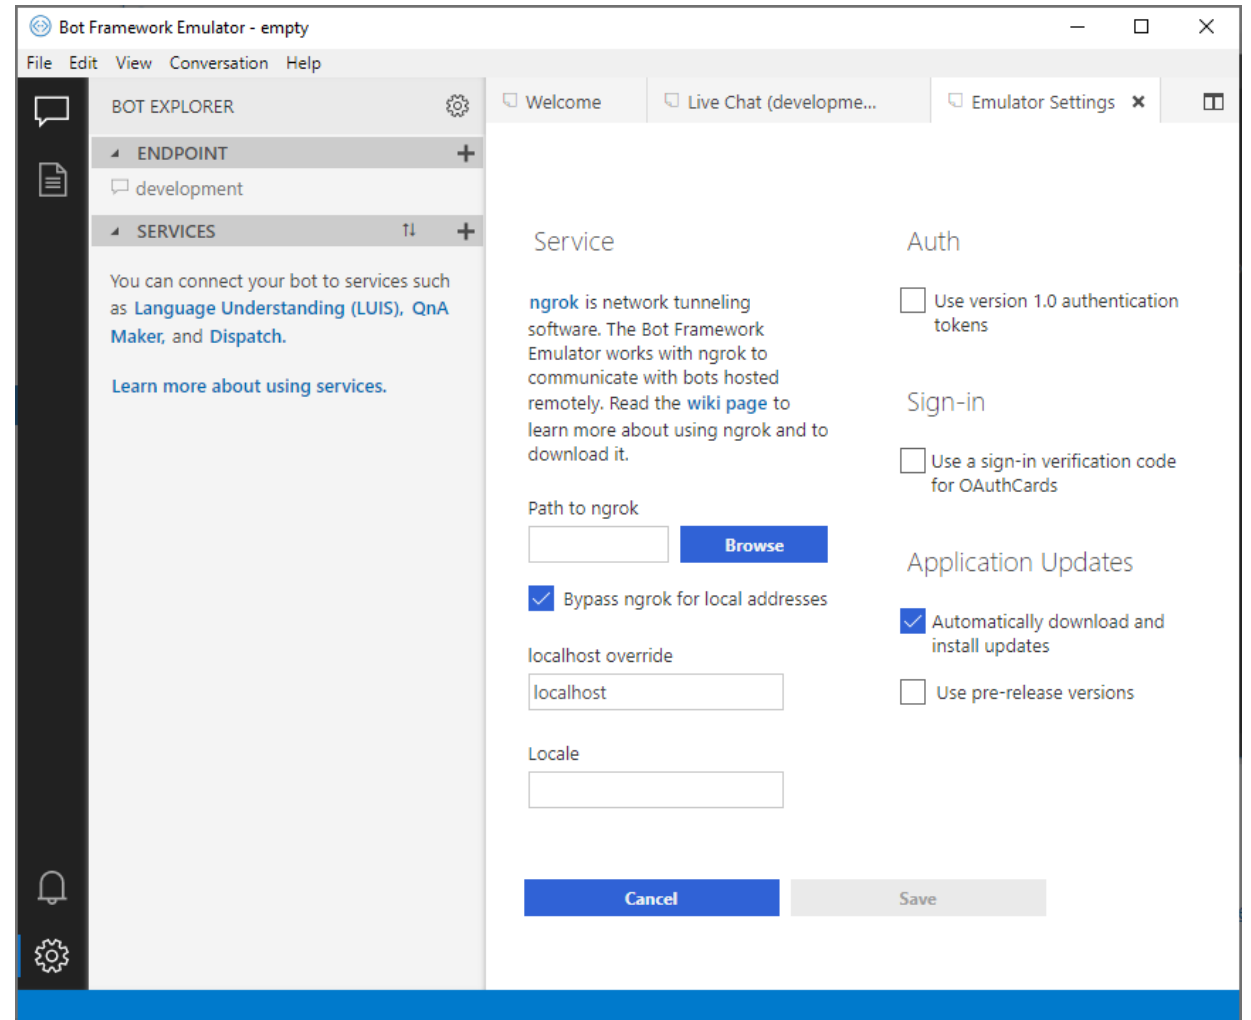 Bot Framework Emulator - empty
File Edit View Conversation Help
BOT EXPLORER
ENDPOINT
development
SERVICES
You can connect your bot to services such
as Language Understanding (LUIS), QnA
Maker, and Dispatch.
Learn more about using services.
Welcome
Live Chat (developme...
Emulator Settings
Service
ngrok is network tunneling
software. The Bot Framework
Emulator works with ngrok to
communicate with bots hosted
remotely. Read the wiki page to
learn more about using ngrok and to
download it.
Path to ngrok
Browse
Bypass ngrok for local addresses
localhost override
localhost
Locale
Cancel
Save
Auth
Use version 1.0 authentication
tokens
Sign-in
Use a sign-in verification code
for OAuthCards
Application Updates
Automatically download and
install updates
Use pre-release versions